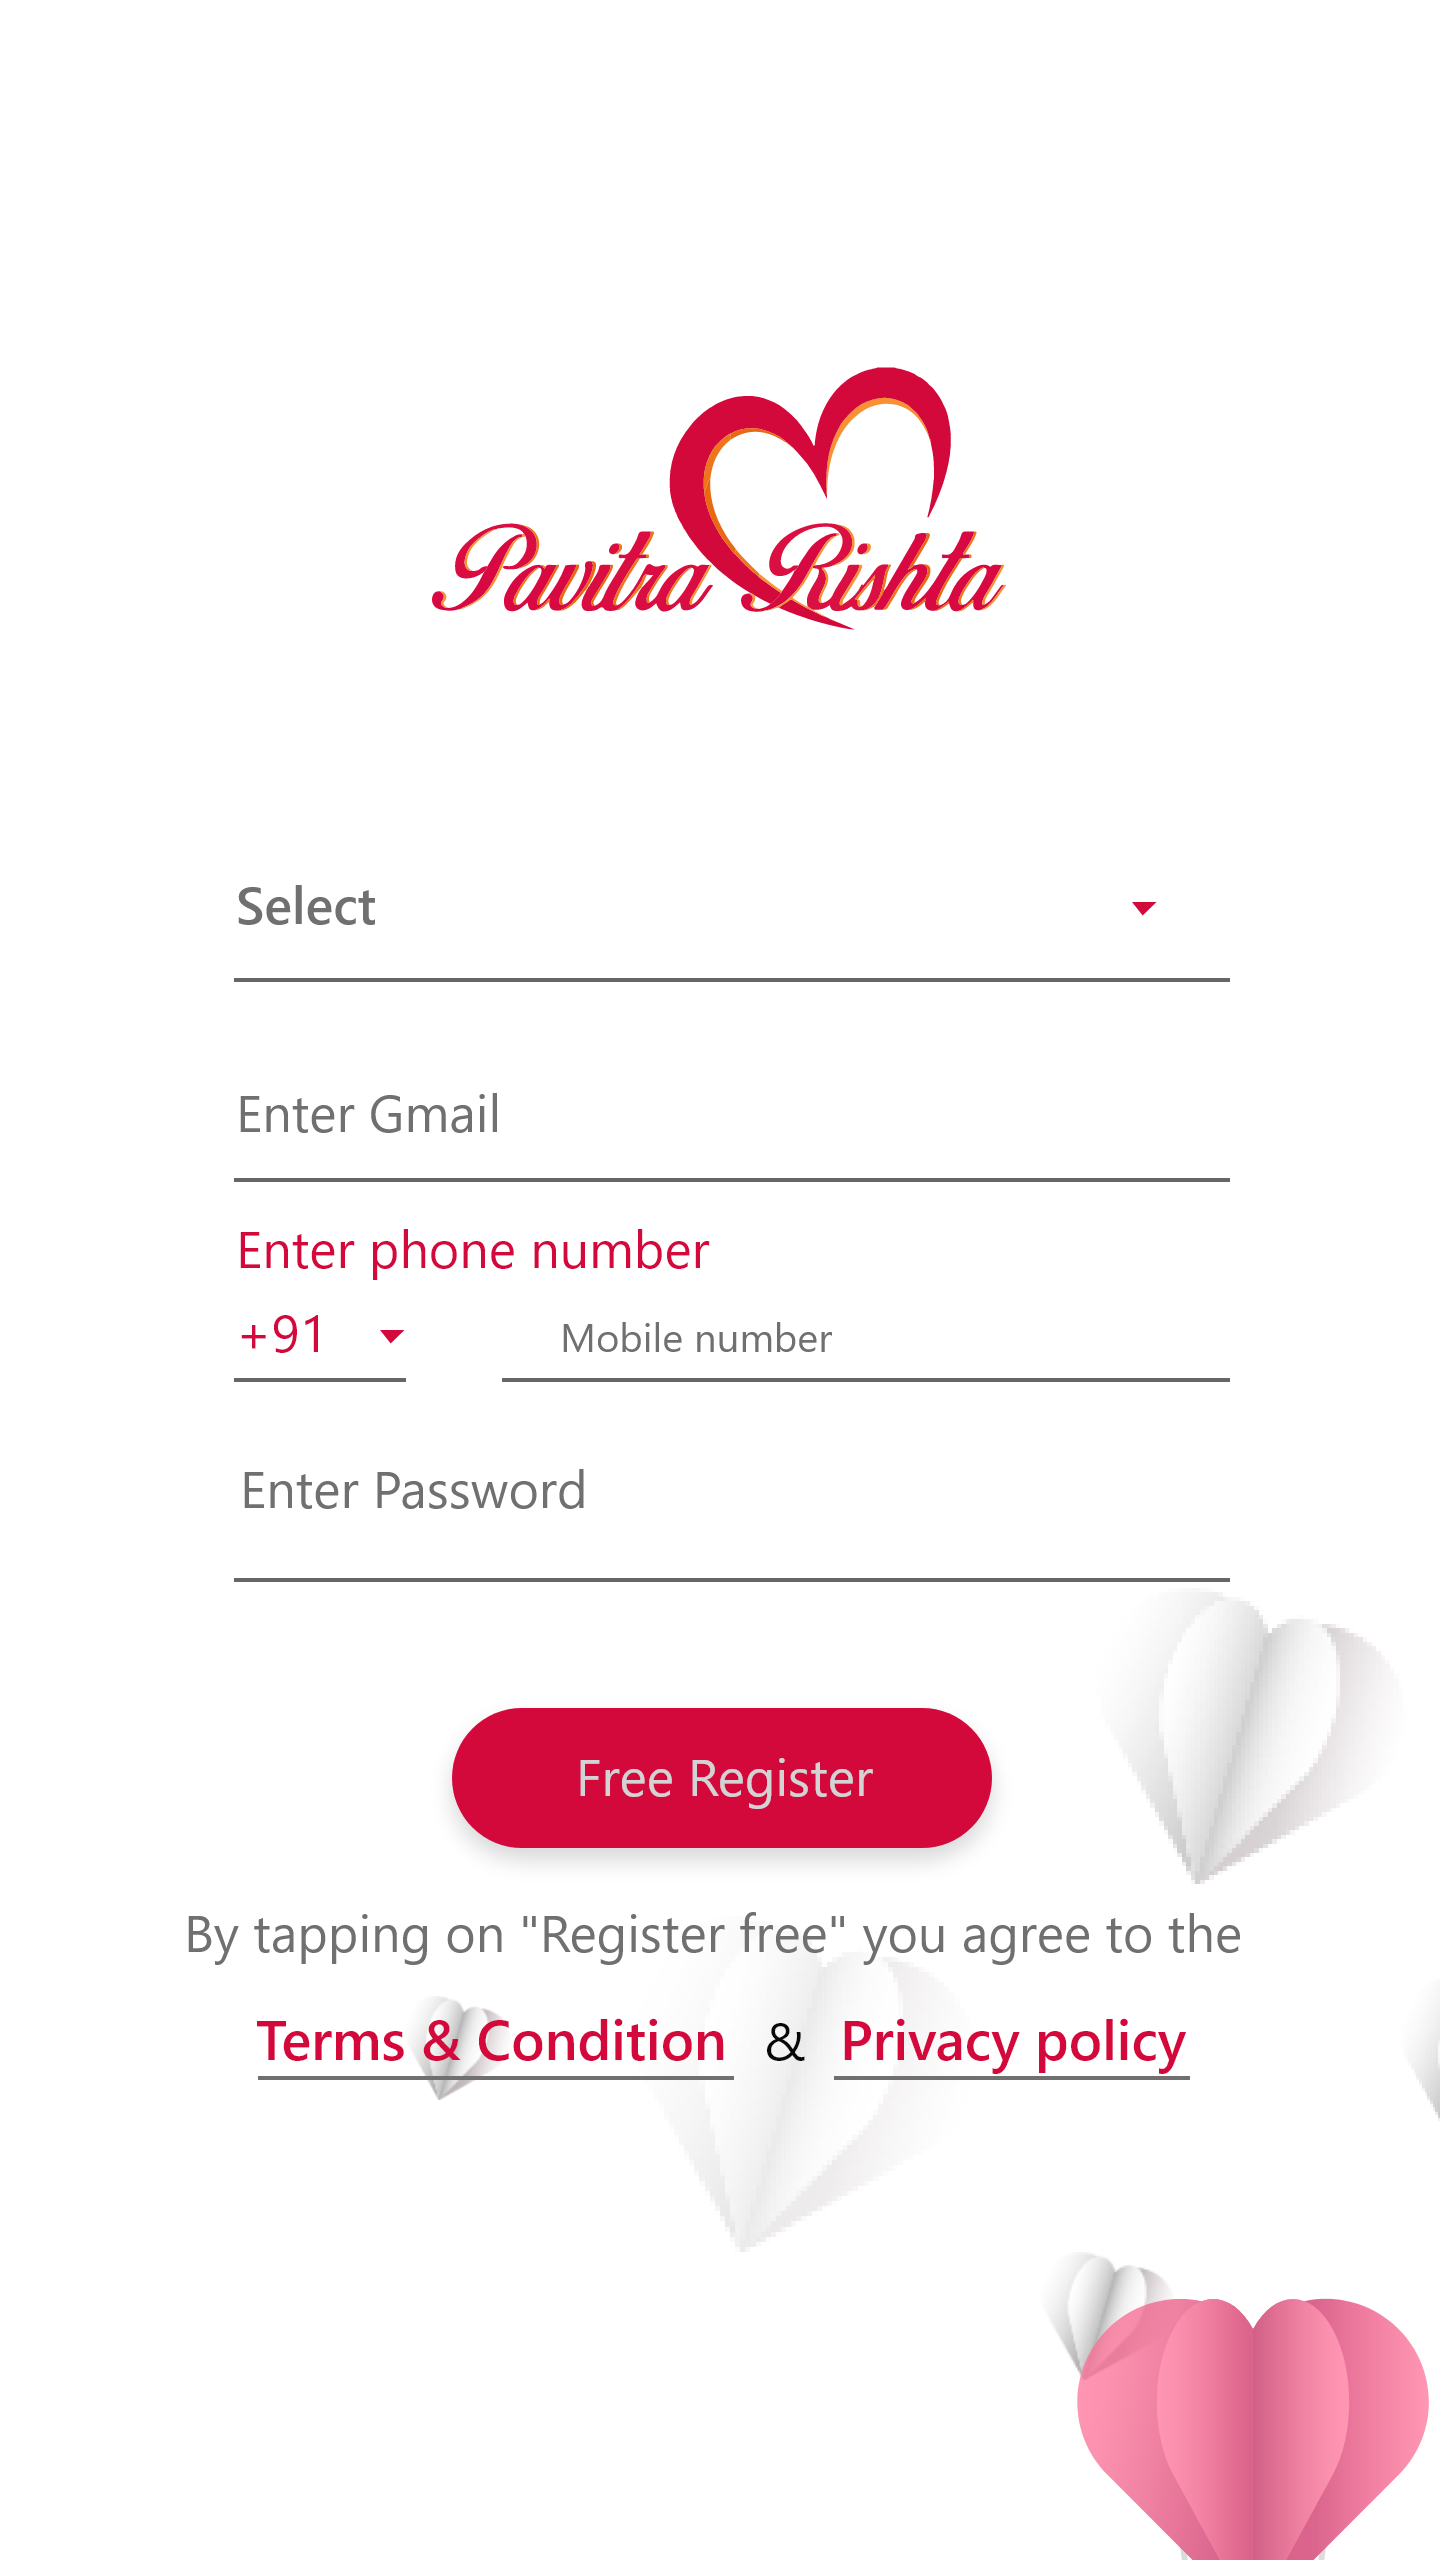 Pavitra Rishta
Select
Enter Gmail
Enter phone number
+91 Mobile number
Enter Password
Free Register
By tapping on "Register free" you agree to the
Terms & Condition & Privacy policy